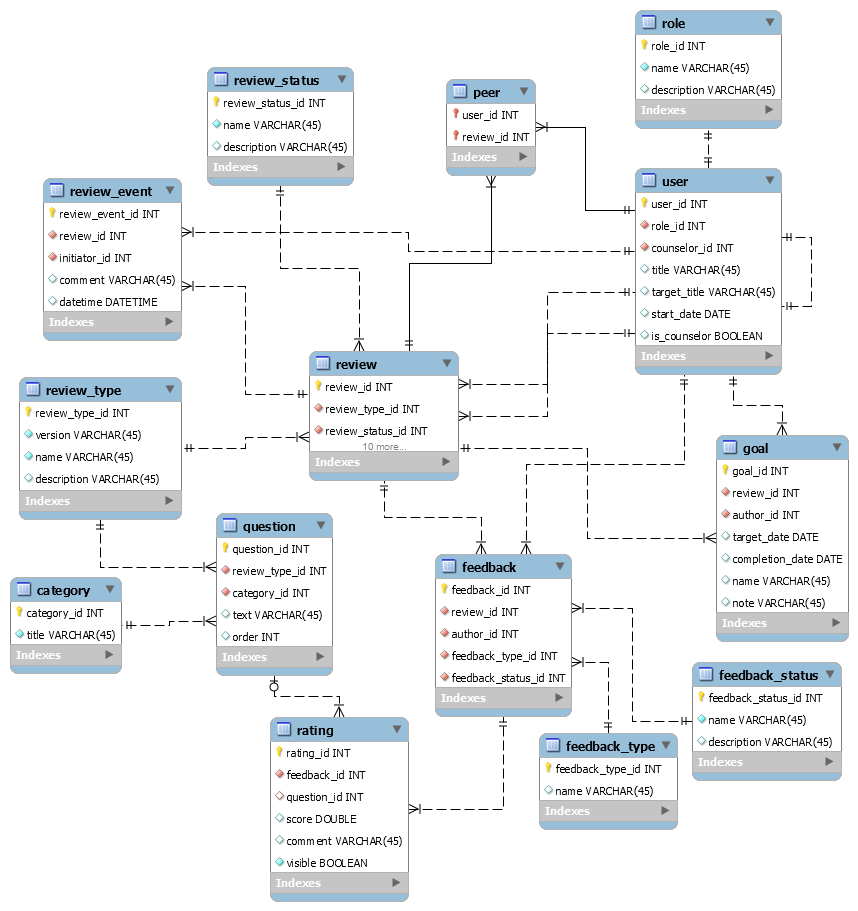 role
role_id INT
name VARCHAR(45)
description VARCHAR(45)
Indexes
review_status
review_status_id INT
name VARCHAR(45)
description VARCHAR(45)
Indexes
peer
user_id INT
review_id INT
Indexes
user
user_id INT
role_id INT
counselor_id INT
title VARCHAR(45)
target_title VARCHAR(45)
start_date DATE
is_counselor BOOLEAN
Indexes
review_event
review_event_id INT
review_id INT
initiator_id INT
comment VARCHAR(45)
datetime DATETIME
Indexes
review
review_id INT
review_type_id INT
review_status_id INT
10 more...
Indexes
review_type
review_type_id INT
version VARCHAR(45)
name VARCHAR(45)
description VARCHAR(45)
Indexes
goal
goal_id INT
review_id INT
author_id INT
target_date DATE
completion_date DATE
name VARCHAR(45)
note VARCHAR(45)
Indexes
question
question_id INT
review_type_id INT
category_id INT
text VARCHAR(45)
order INT
Indexes
category
category_id INT
title VARCHAR(45)
Indexes
feedback
feedback_id INT
review_id INT
author_id INT
feedback_type_id INT
feedback_status_id INT
Indexes
feedback_status
feedback_status_id INT
name VARCHAR(45)
description VARCHAR(45)
Indexes
rating
rating_id INT
feedback_id INT
question_id INT
score DOUBLE
comment VARCHAR(45)
visible BOOLEAN
Indexes
feedback_type
feedback_type_id INT
name VARCHAR(45)
Indexes